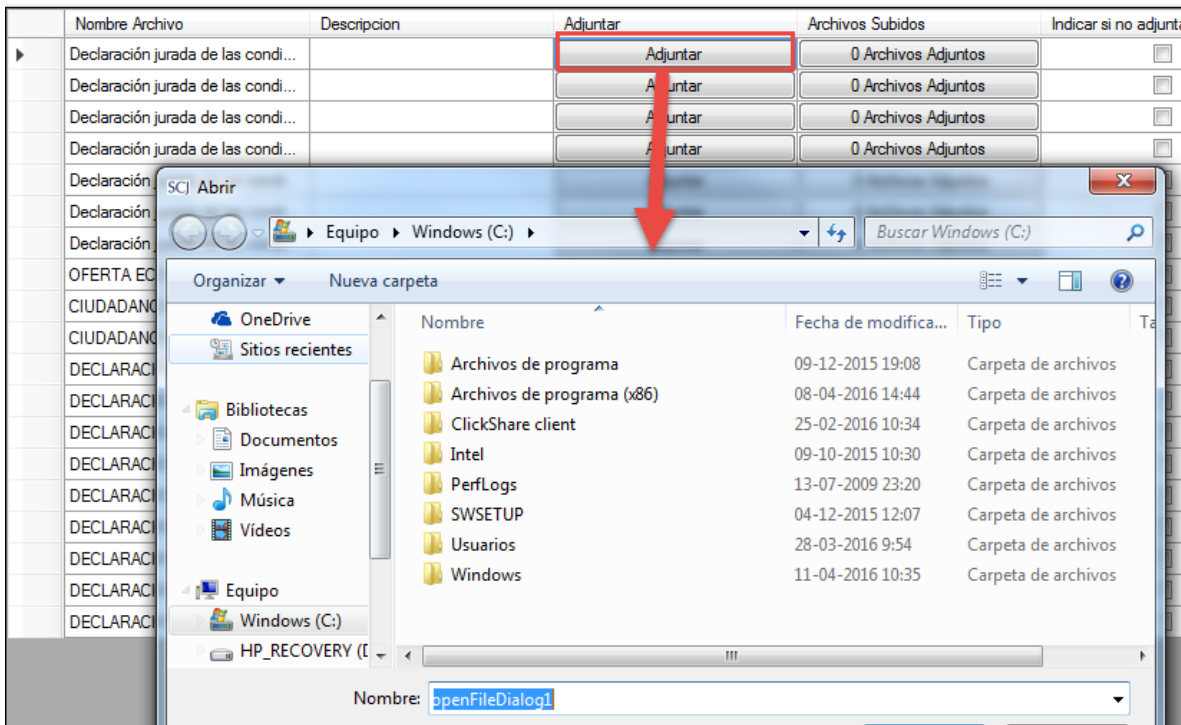 Nombre Archivo Descripcion Adjuntar Archivos Subidos Indicar si no adjunta
Declaración jurada de las condi... Adjuntar 0 Archivos Adjuntos
Declaración jurada de las condi... Adjuntar 0 Archivos Adjuntos
Declaración jurada de las condi... Adjuntar 0 Archivos Adjuntos
Declaración jurada de las condi... Adjuntar 0 Archivos Adjuntos
Declaración
SCJ Abrir
Declaración
Equipo Windows (C:) Buscar Windows (C:)
Declaración
OFERTA EC
Organizar Nueva carpeta
CIUDADANO
OneDrive Nombre Fecha de modifica... Tipo Ta
CIUDADANO
Sitios recientes
DECLARACI
Archivos de programa 09-12-2015 19:08 Carpeta de archivos
DECLARACI
Archivos de programa (x86) 08-04-2016 14:44 Carpeta de archivos
Bibliotecas
ClickShare client 25-02-2016 10:34 Carpeta de archivos
DECLARACI
Documentos
Intel 09-10-2015 10:30 Carpeta de archivos
DECLARACI
Imágenes
PerfLogs 13-07-2009 23:20 Carpeta de archivos
DECLARACI
Música
SWSETUP 04-12-2015 12:07 Carpeta de archivos
DECLARACI
Vídeos
Usuarios 28-03-2016 9:54 Carpeta de archivos
DECLARACI
Windows 11-04-2016 10:35 Carpeta de archivos
DECLARACI
Equipo
DECLARACI
Windows (C:)
HP_RECOVERY (D
Nombre: openFileDialog1